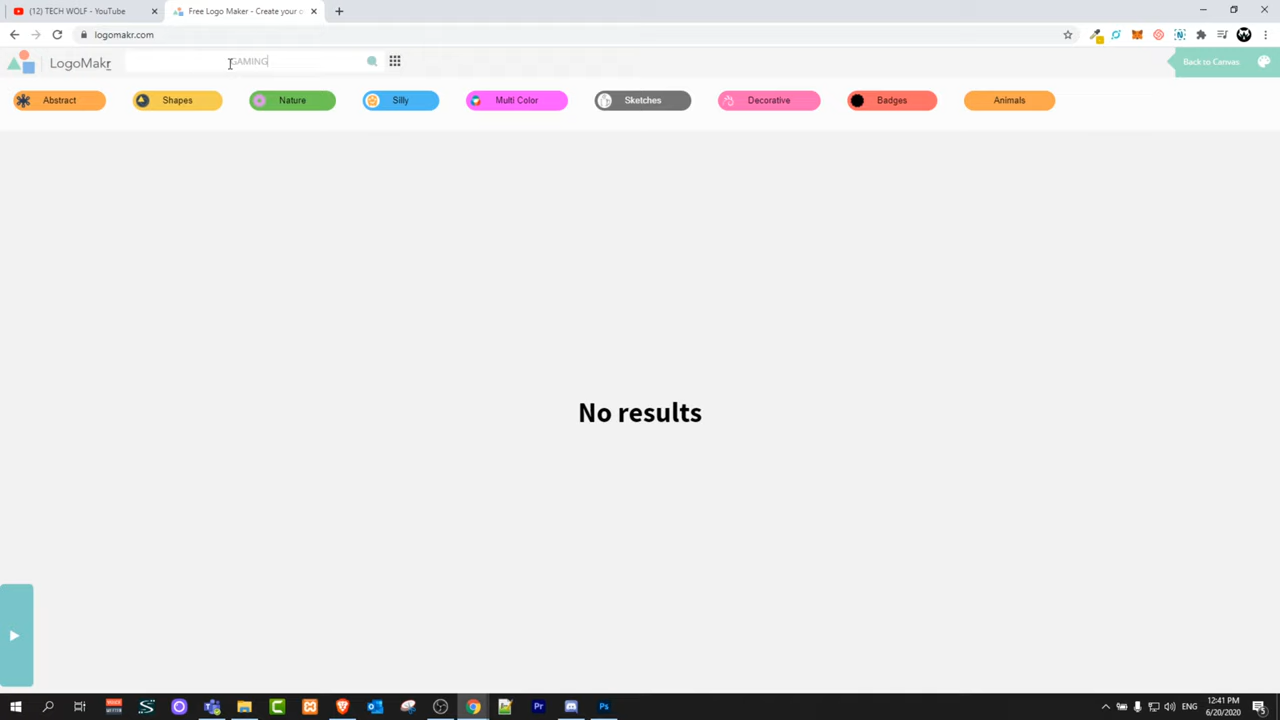 (12) TECH WOLF - YouTube
Free Logo Maker - Create your c
logomakr.com
LogoMakr
GAMING
Back to Canvas
Abstract
Shapes
Nature
Silly
Multi Color
Sketches
Decorative
Badges
Animals
No results
12:41 PM
ENG
6/20/2020